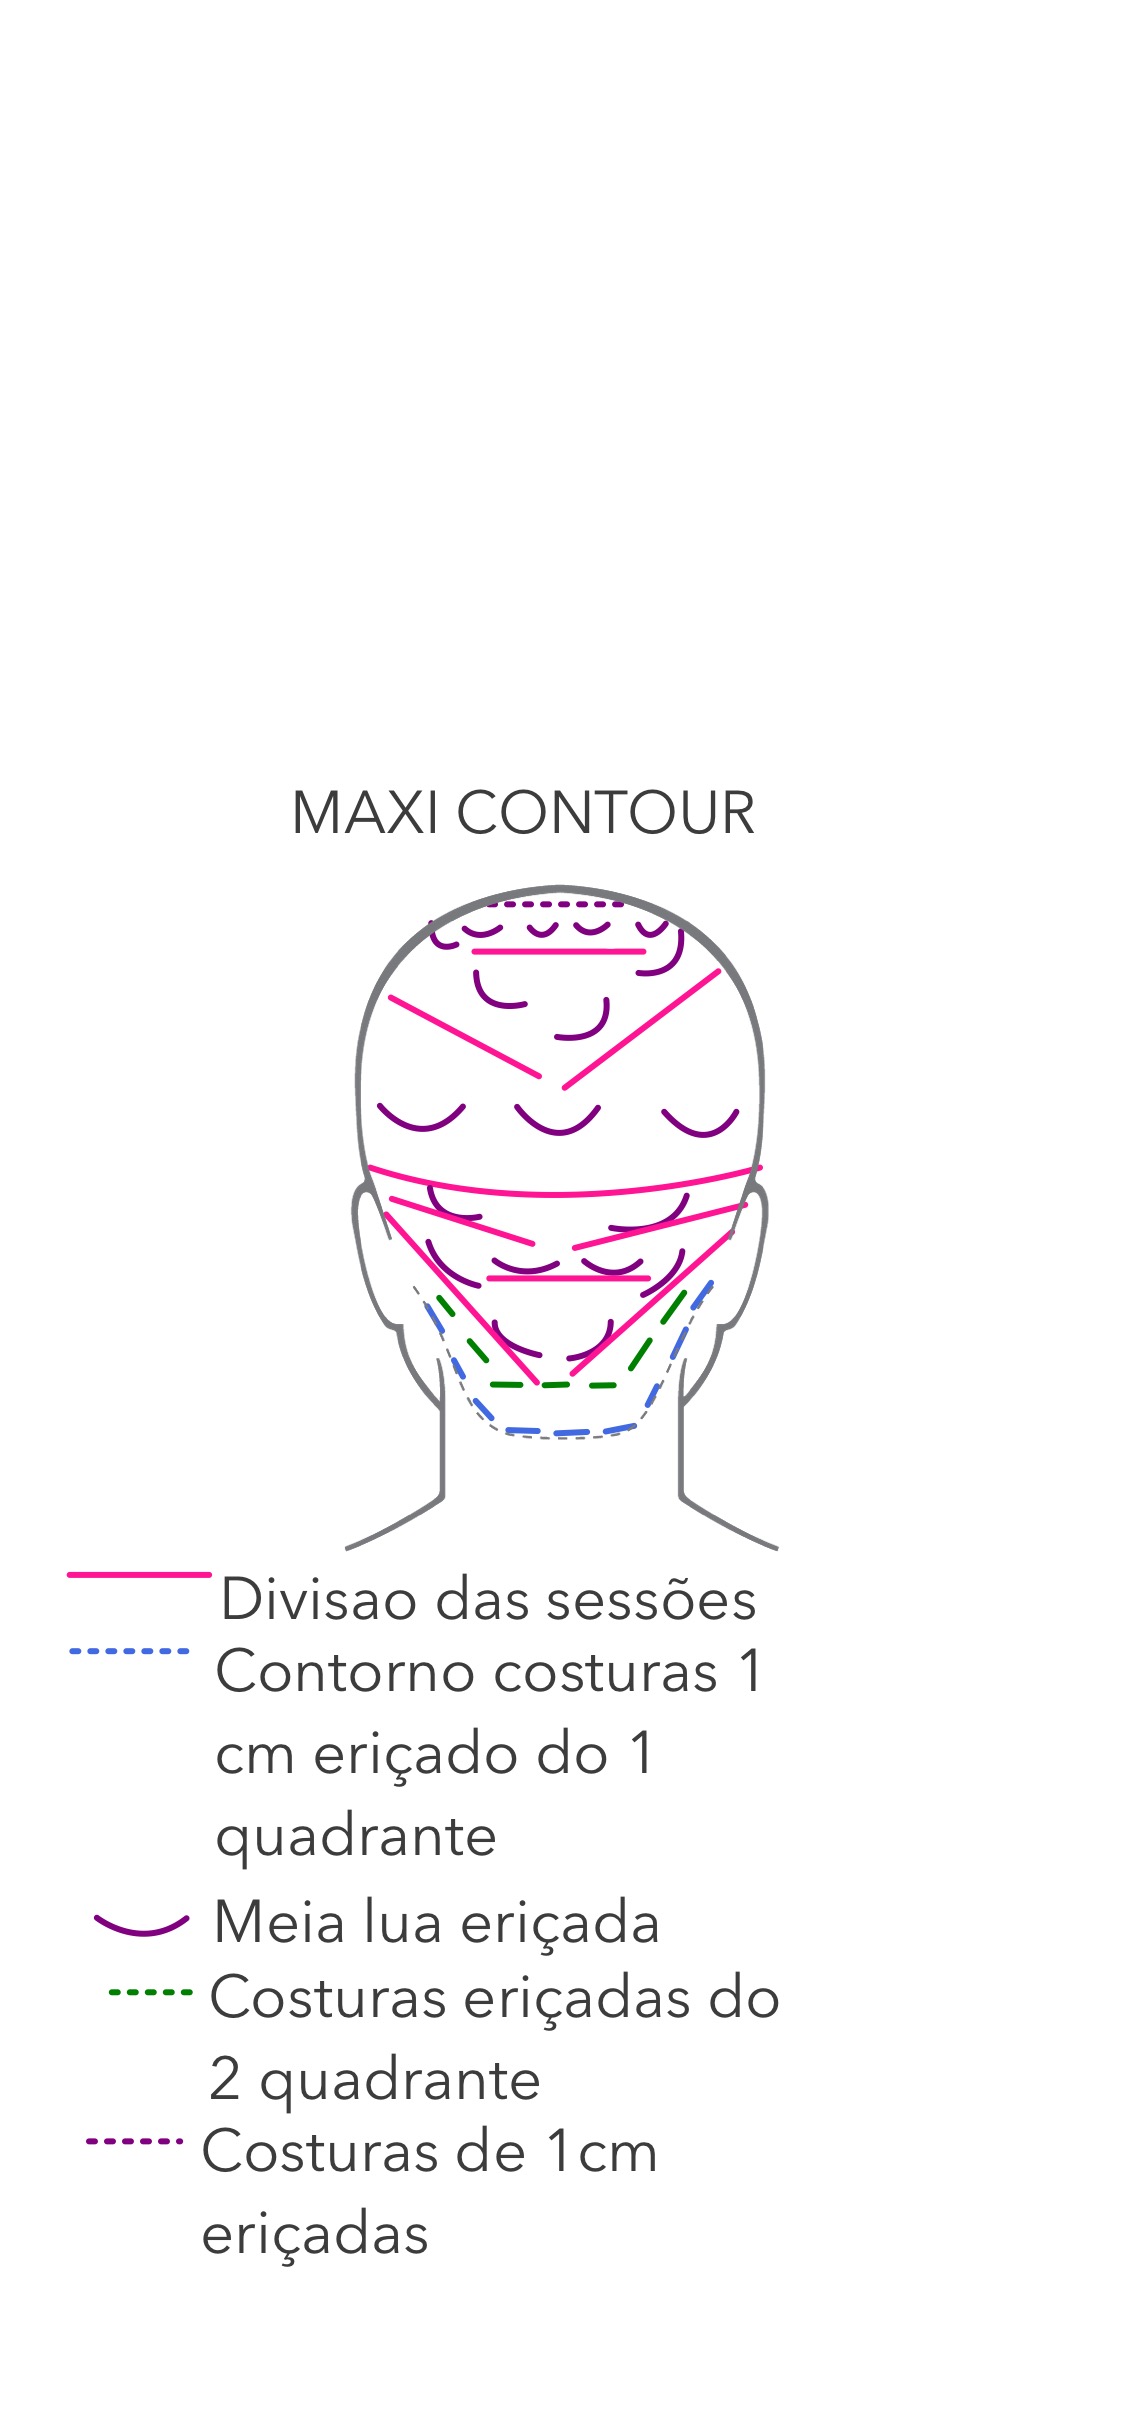 MAXI CONTOUR
Divisao das sessões
Contorno costuras 1
cm eriçado do 1
quadrante
Meia lua eriçada
Costuras eriçadas do
2 quadrante
Costuras de 1cm
eriçadas